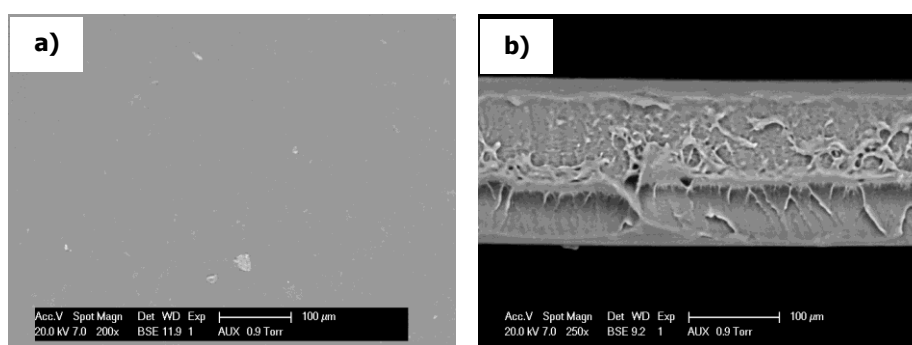 a)
Acc.V Spot Magn Det WD Exp
20.0 kV 7.0 200x BSE 11.9 1 AUX 0.9 Torr
100 µm
b)
Acc.V Spot Magn Det WD Exp
20.0 kV 7.0 250x BSE 9.2 1 AUX 0.9 Torr
100 µm